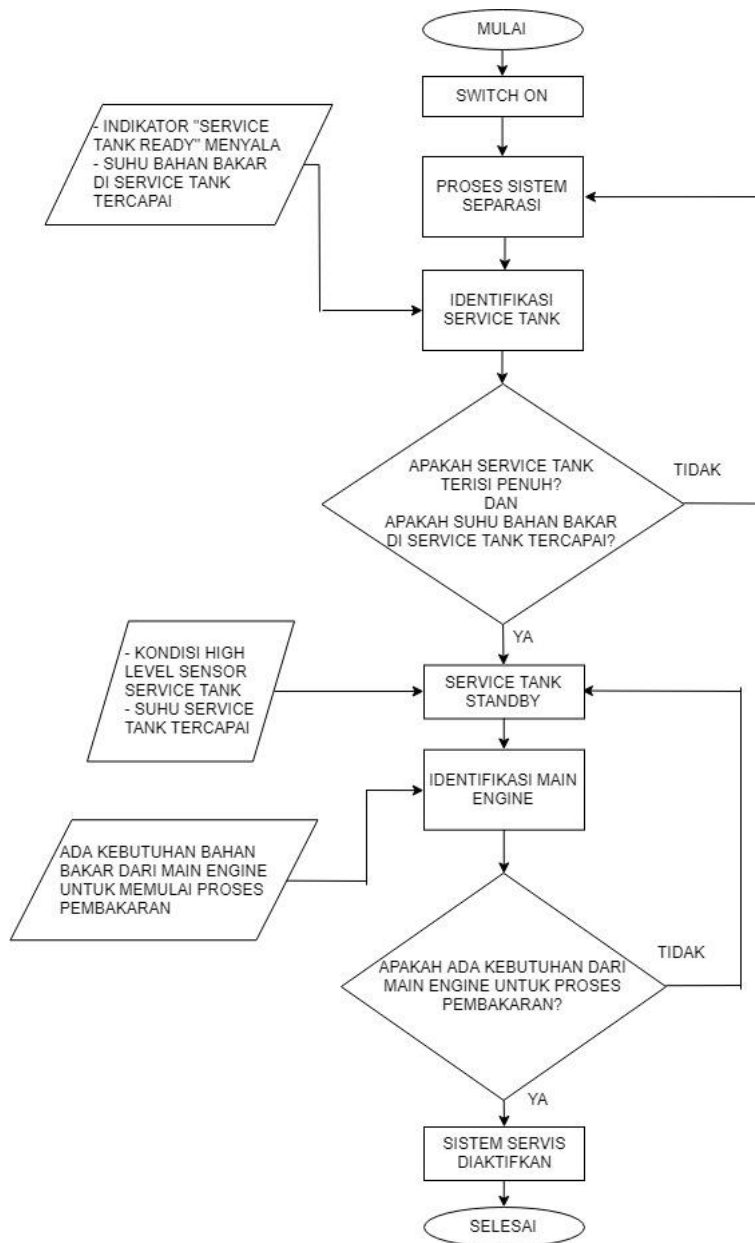 MULAI
SWITCH ON
- INDIKATOR "SERVICE
TANK READY" MENYALA
- SUHU BAHAN BAKAR
DI SERVICE TANK
TERCAPAI
PROSES SISTEM
SEPARASI
IDENTIFIKASI
SERVICE TANK
APAKAH SERVICE TANK
TERISI PENUH?
DAN
APAKAH SUHU BAHAN BAKAR
DI SERVICE TANK TERCAPAI?
TIDAK
YA
- KONDISI HIGH
LEVEL SENSOR
SERVICE TANK
- SUHU SERVICE
TANK TERCAPAI
SERVICE TANK
STANDBY
IDENTIFIKASI MAIN
ENGINE
ADA KEBUTUHAN BAHAN
BAKAR DARI MAIN ENGINE
UNTUK MEMULAI PROSES
PEMBAKARAN
APAKAH ADA KEBUTUHAN DARI
MAIN ENGINE UNTUK PROSES
PEMBAKARAN?
TIDAK
YA
SISTEM SERVIS
DIAKTIFKAN
SELESAI